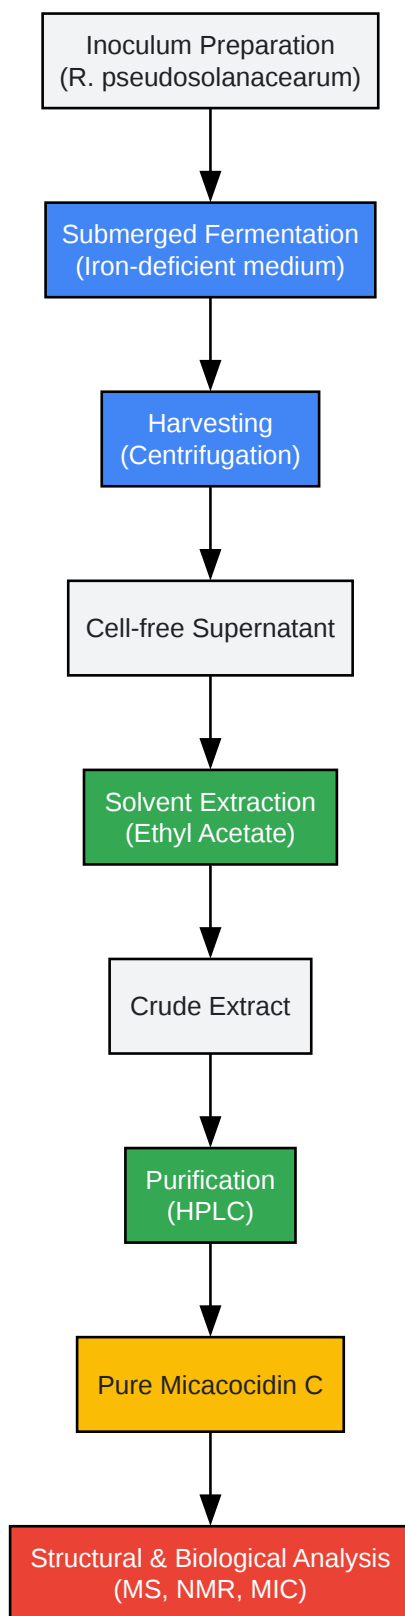 Inoculum Preparation
(R. pseudosolanacearum)
Submerged Fermentation
(Iron-deficient medium)
Harvesting
(Centrifugation)
Cell-free Supernatant
Solvent Extraction
(Ethyl Acetate)
Crude Extract
Purification
(HPLC)
Pure Micacocidin C
Structural & Biological Analysis
(MS, NMR, MIC)